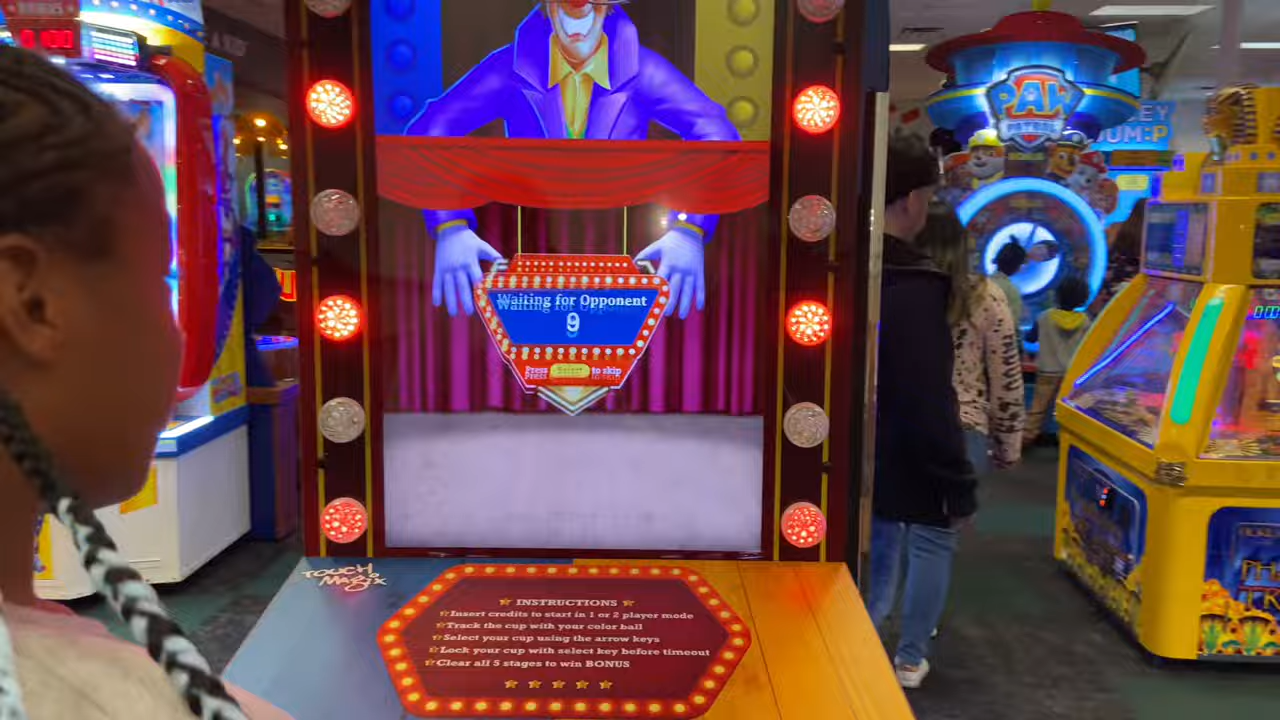 PAW
PATROL
Waiting for Opponent
9
Press Select to skip
TOUCH
MAGIX
INSTRUCTIONS
Insert credits to start in 1 or 2 player mode
Track the cup with your color ball
Select your cup using the arrow keys
Lock your cup with select key before timeout
Clear all 5 stages to win BONUS